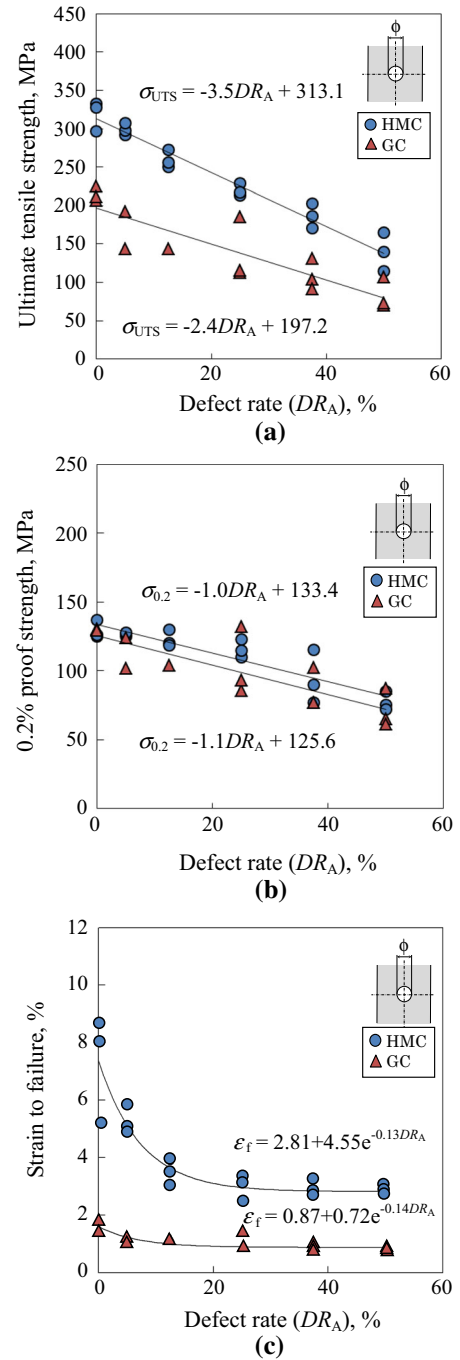 450
400
350
300
250
200
150
100
50
0
Ultimate tensile strength, MPa
σUTS = -3.5DRA + 313.1
ϕ
HMC
GC
σUTS = -2.4DRA + 197.2
0 20 40 60
Defect rate (DRA), %
(a)
250
200
150
100
50
0
0.2% proof strength, MPa
ϕ
HMC
GC
σ0.2 = -1.0DRA + 133.4
σ0.2 = -1.1DRA + 125.6
0 20 40 60
Defect rate (DRA), %
(b)
12
10
8
6
4
2
0
Strain to failure, %
ϕ
HMC
GC
εf = 2.81+4.55e-0.13DRA
εf = 0.87+0.72e-0.14DRA
0 20 40 60
Defect rate (DRA), %
(c)